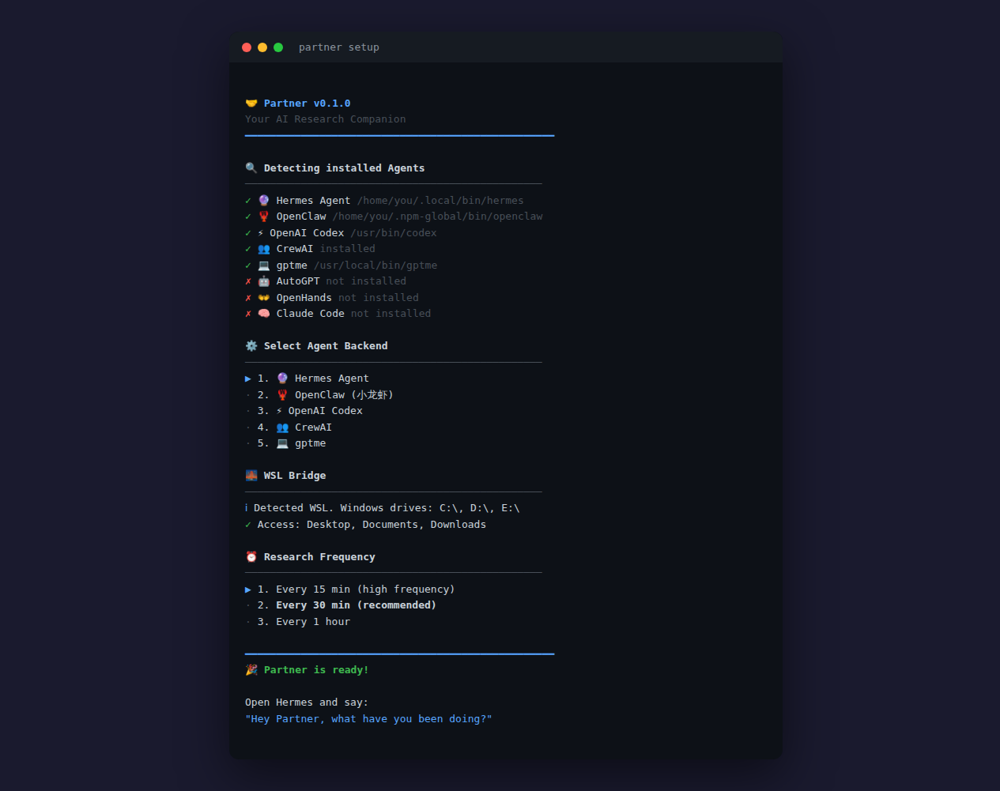 partner setup
🤝 Partner v0.1.0
Your AI Research Companion
🔍 Detecting installed Agents
✓ 🔮 Hermes Agent /home/you/.local/bin/hermes
✓ 🦞 OpenClaw /home/you/.npm-global/bin/openclaw
✓ ⚡ OpenAI Codex /usr/bin/codex
✓ 👥 CrewAI installed
✓ 💻 gptme /usr/local/bin/gptme
✗ 🤖 AutoGPT not installed
✗ 👐 OpenHands not installed
✗ 🧠 Claude Code not installed
⚙️ Select Agent Backend
▶ 1. 🔮 Hermes Agent
· 2. 🦞 OpenClaw (小龙虾)
· 3. ⚡ OpenAI Codex
· 4. 👥 CrewAI
· 5. 💻 gptme
🌉 WSL Bridge
ℹ Detected WSL. Windows drives: C:\, D:\, E:\
✓ Access: Desktop, Documents, Downloads
⏰ Research Frequency
▶ 1. Every 15 min (high frequency)
· 2. Every 30 min (recommended)
· 3. Every 1 hour
🎉 Partner is ready!
Open Hermes and say:
"Hey Partner, what have you been doing?"